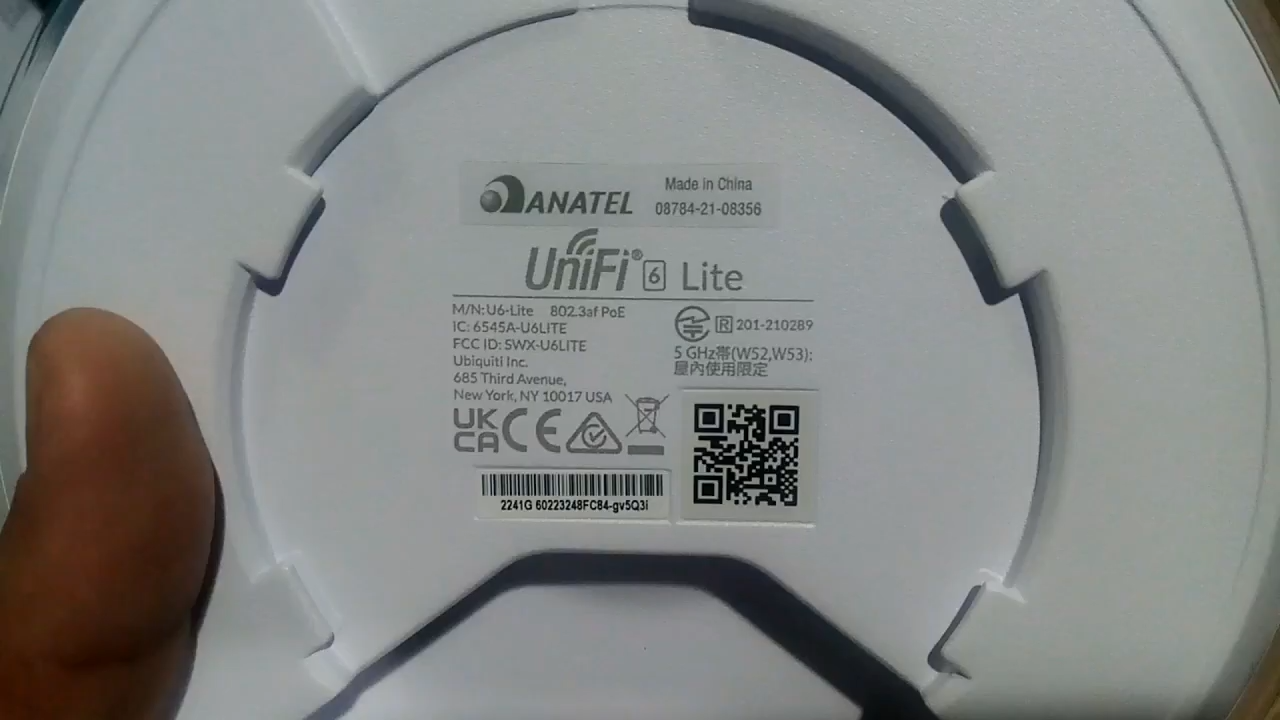 ANATEL
Made in China
08784-21-08356
UniFi® 6 Lite
M/N: U6-Lite 802.3af PoE
IC: 6545A-U6LITE
FCC ID: SWX-U6LITE
Ubiquiti Inc.
685 Third Avenue,
New York, NY 10017 USA
R 201-210289
5 GHz帯(W52,W53):
屋内使用限定
UK
CA CE
2241G 60223248FC84-gv5Q3i